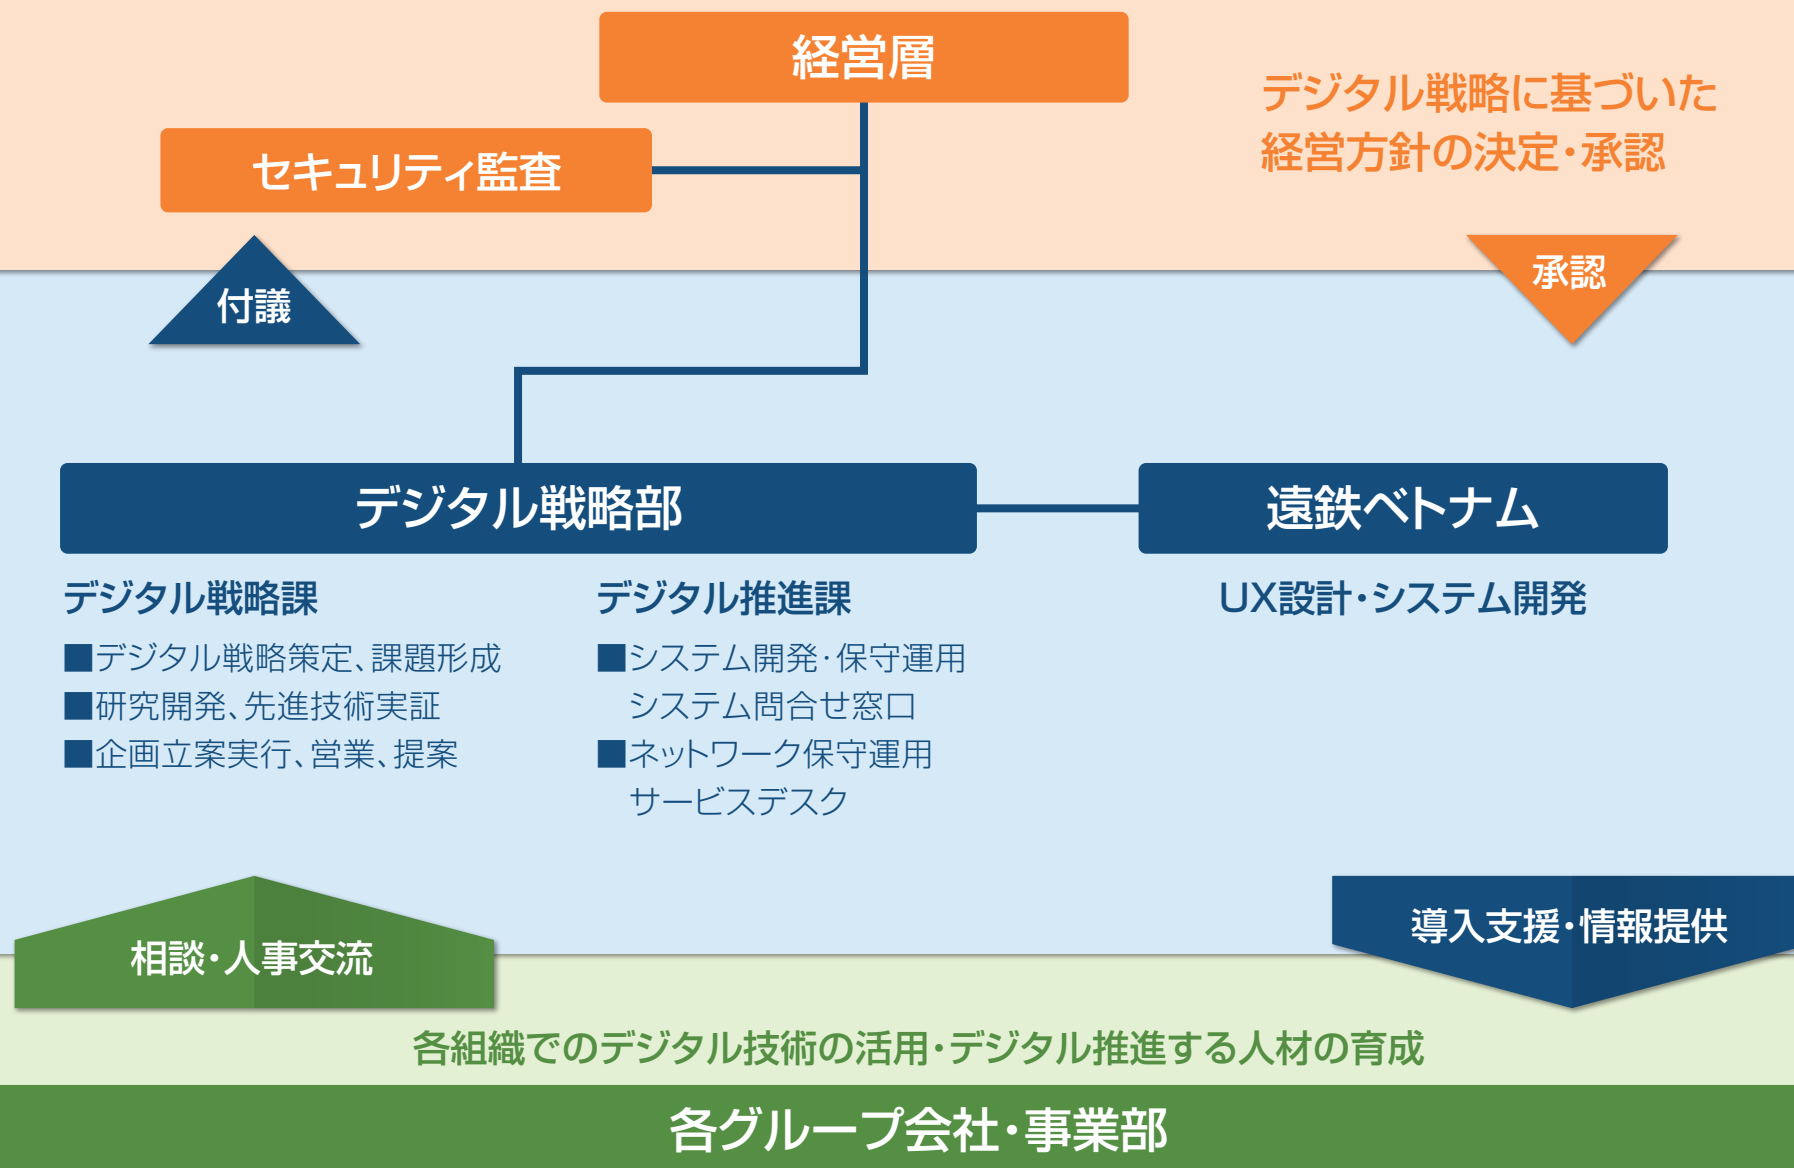 経営層
デジタル戦略に基づいた
経営方針の決定・承認
セキュリティ監査
付議
承認
デジタル戦略部
遠鉄ベトナム
デジタル戦略課
■デジタル戦略策定、課題形成
■研究開発、先進技術実証
■企画立案実行、営業、提案
デジタル推進課
■システム開発・保守運用
システム問合せ窓口
■ネットワーク保守運用
サービスデスク
UX設計・システム開発
相談・人事交流
導入支援・情報提供
各組織でのデジタル技術の活用・デジタル推進する人材の育成
各グループ会社・事業部